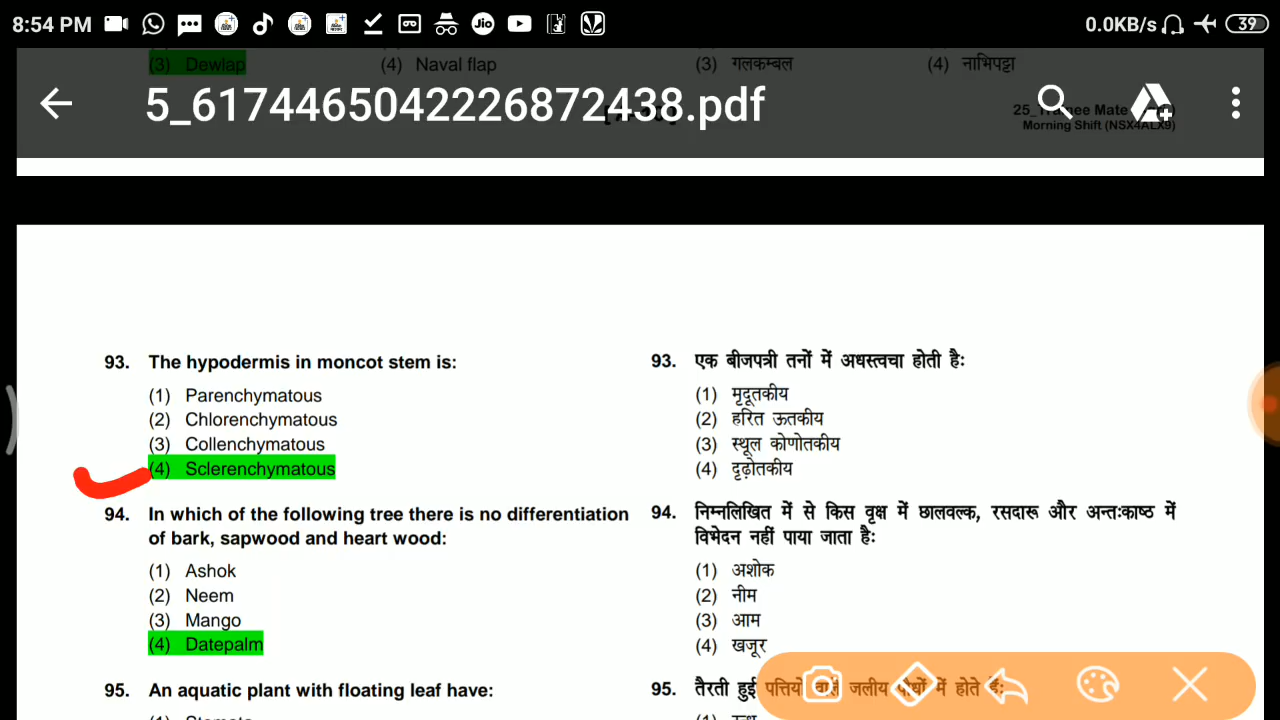 8:54 PM
0.0KB/s
39
(3) Dewlap (4) Naval flap
(3) गलकम्बल (4) नाभिपट्टा
5_6174465042226872438.pdf
Morning Shift (NSX4ALX9)
93. The hypodermis in moncot stem is:
(1) Parenchymatous
(2) Chlorenchymatous
(3) Collenchymatous
(4) Sclerenchymatous
94. In which of the following tree there is no differentiation
of bark, sapwood and heart wood:
(1) Ashok
(2) Neem
(3) Mango
(4) Datepalm
95. An aquatic plant with floating leaf have:
93. एक बीजपत्री तनों में अधस्त्वचा होती है:
(1) मृदूतकीय
(2) हरित ऊतकीय
(3) स्थूल कोणोतकीय
(4) दृढ़ोतकीय
94. निम्नलिखित में से किस वृक्ष में छालवल्क, रसदारू और अन्तःकाष्ठ में
विभेदन नहीं पाया जाता है:
(1) अशोक
(2) नीम
(3) आम
(4) खजूर
95. तैरती हुई पत्तियों वाले जलीय पौधों में होते हैं: